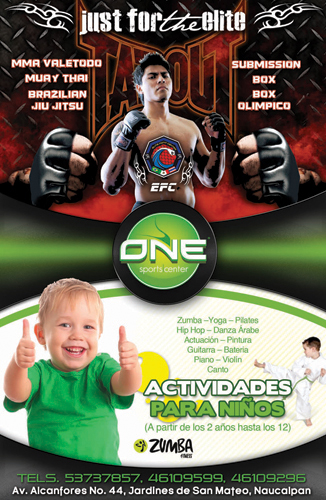 just for the elite
TAPOUT
MMA VALETODO
MUAY THAI
BRAZILIAN
JIU JITSU
SUBMISSION
BOX
BOX
OLIMPICO
EFC
ONE
sports center
Zumba – Yoga – Pilates
Hip Hop – Danza Árabe
Actuación – Pintura
Guitarra – Bateria
Piano – Violín
Canto
ACTIVIDADES
PARA NIÑOS
(A partir de los 2 años hasta los 12)
ZUMBA
FITNESS
TELS. 53737857, 46109599, 46109296
Av. Alcanfores No. 44, Jardines de San Mateo, Naucalpan